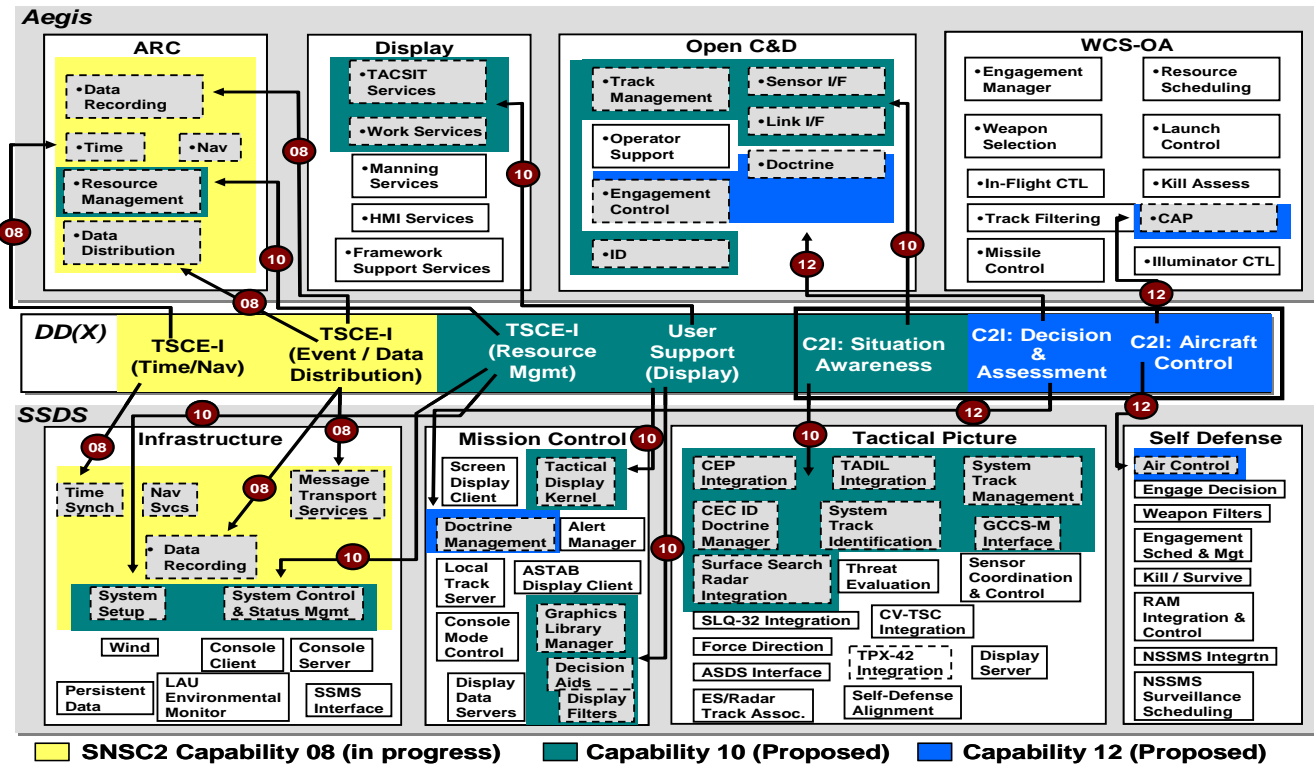 Aegis
ARC
•Data
Recording
•Time
•Nav
•Resource
Management
•Data
Distribution
Display
•TACSIT
Services
•Work Services
•Manning
Services
•HMI Services
•Framework
Support Services
Open C&D
•Track
Management
•Sensor I/F
•Link I/F
•Operator
Support
•Doctrine
•Engagement
Control
•ID
WCS-OA
•Engagement
Manager
•Resource
Scheduling
•Weapon
Selection
•Launch
Control
•In-Flight CTL
•Kill Assess
•Track Filtering
•CAP
•Missile
Control
•Illuminator CTL
08
08
10
08
10
12
10
12
DD(X)
TSCE-I
(Time/Nav)
TSCE-I
(Event / Data
Distribution)
TSCE-I
(Resource
Mgmt)
User
Support
(Display)
C2I: Situation
Awareness
C2I: Decision
&
Assessment
C2I: Aircraft
Control
SSDS
08
10
08
08
10
10
10
12
10
12
Infrastructure
Time
Synch
Nav
Svcs
Message
Transport
Services
• Data
Recording
System
Setup
System Control
& Status Mgmt
Wind
Console
Client
Console
Server
Persistent
Data
LAU
Environmental
Monitor
SSMS
Interface
Mission Control
Screen
Display
Client
Tactical
Display
Kernel
Doctrine
Management
Alert
Manager
Local
Track
Server
ASTAB
Display Client
Console
Mode
Control
Graphics
Library
Manager
Decision
Aids
Display
Data
Servers
Display
Filters
Tactical Picture
CEP
Integration
TADIL
Integration
System
Track
Management
CEC ID
Doctrine
Manager
System
Track
Identification
GCCS-M
Interface
Surface Search
Radar
Integration
Threat
Evaluation
Sensor
Coordination
& Control
SLQ-32 Integration
CV-TSC
Integration
Force Direction
TPX-42
Integration
Display
Server
ASDS Interface
ES/Radar
Track Assoc.
Self-Defense
Alignment
Self Defense
Air Control
Engage Decision
Weapon Filters
Engagement
Sched & Mgt
Kill / Survive
RAM
Integration &
Control
NSSMS Integrtn
NSSMS
Surveillance
Scheduling
SNSC2 Capability 08 (in progress)
Capability 10 (Proposed)
Capability 12 (Proposed)